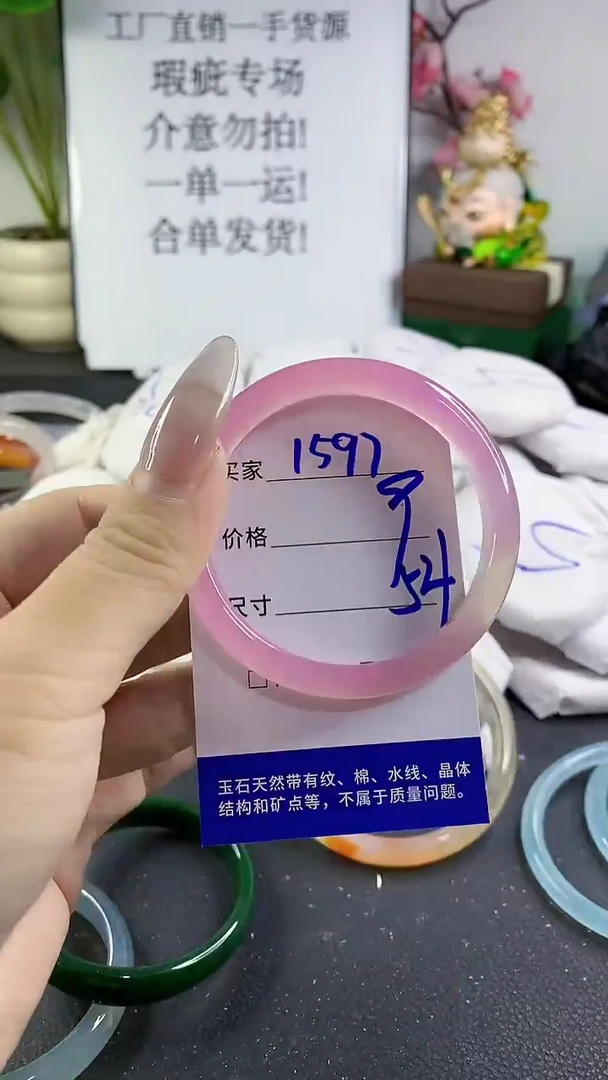 工厂直销一手货源
瑕疵专场
介意勿拍!
一单一运!
合单发货!
买家 1597
价格
尺寸 54
玉石天然带有纹、棉、水线、晶体
结构和矿点等，不属于质量问题。